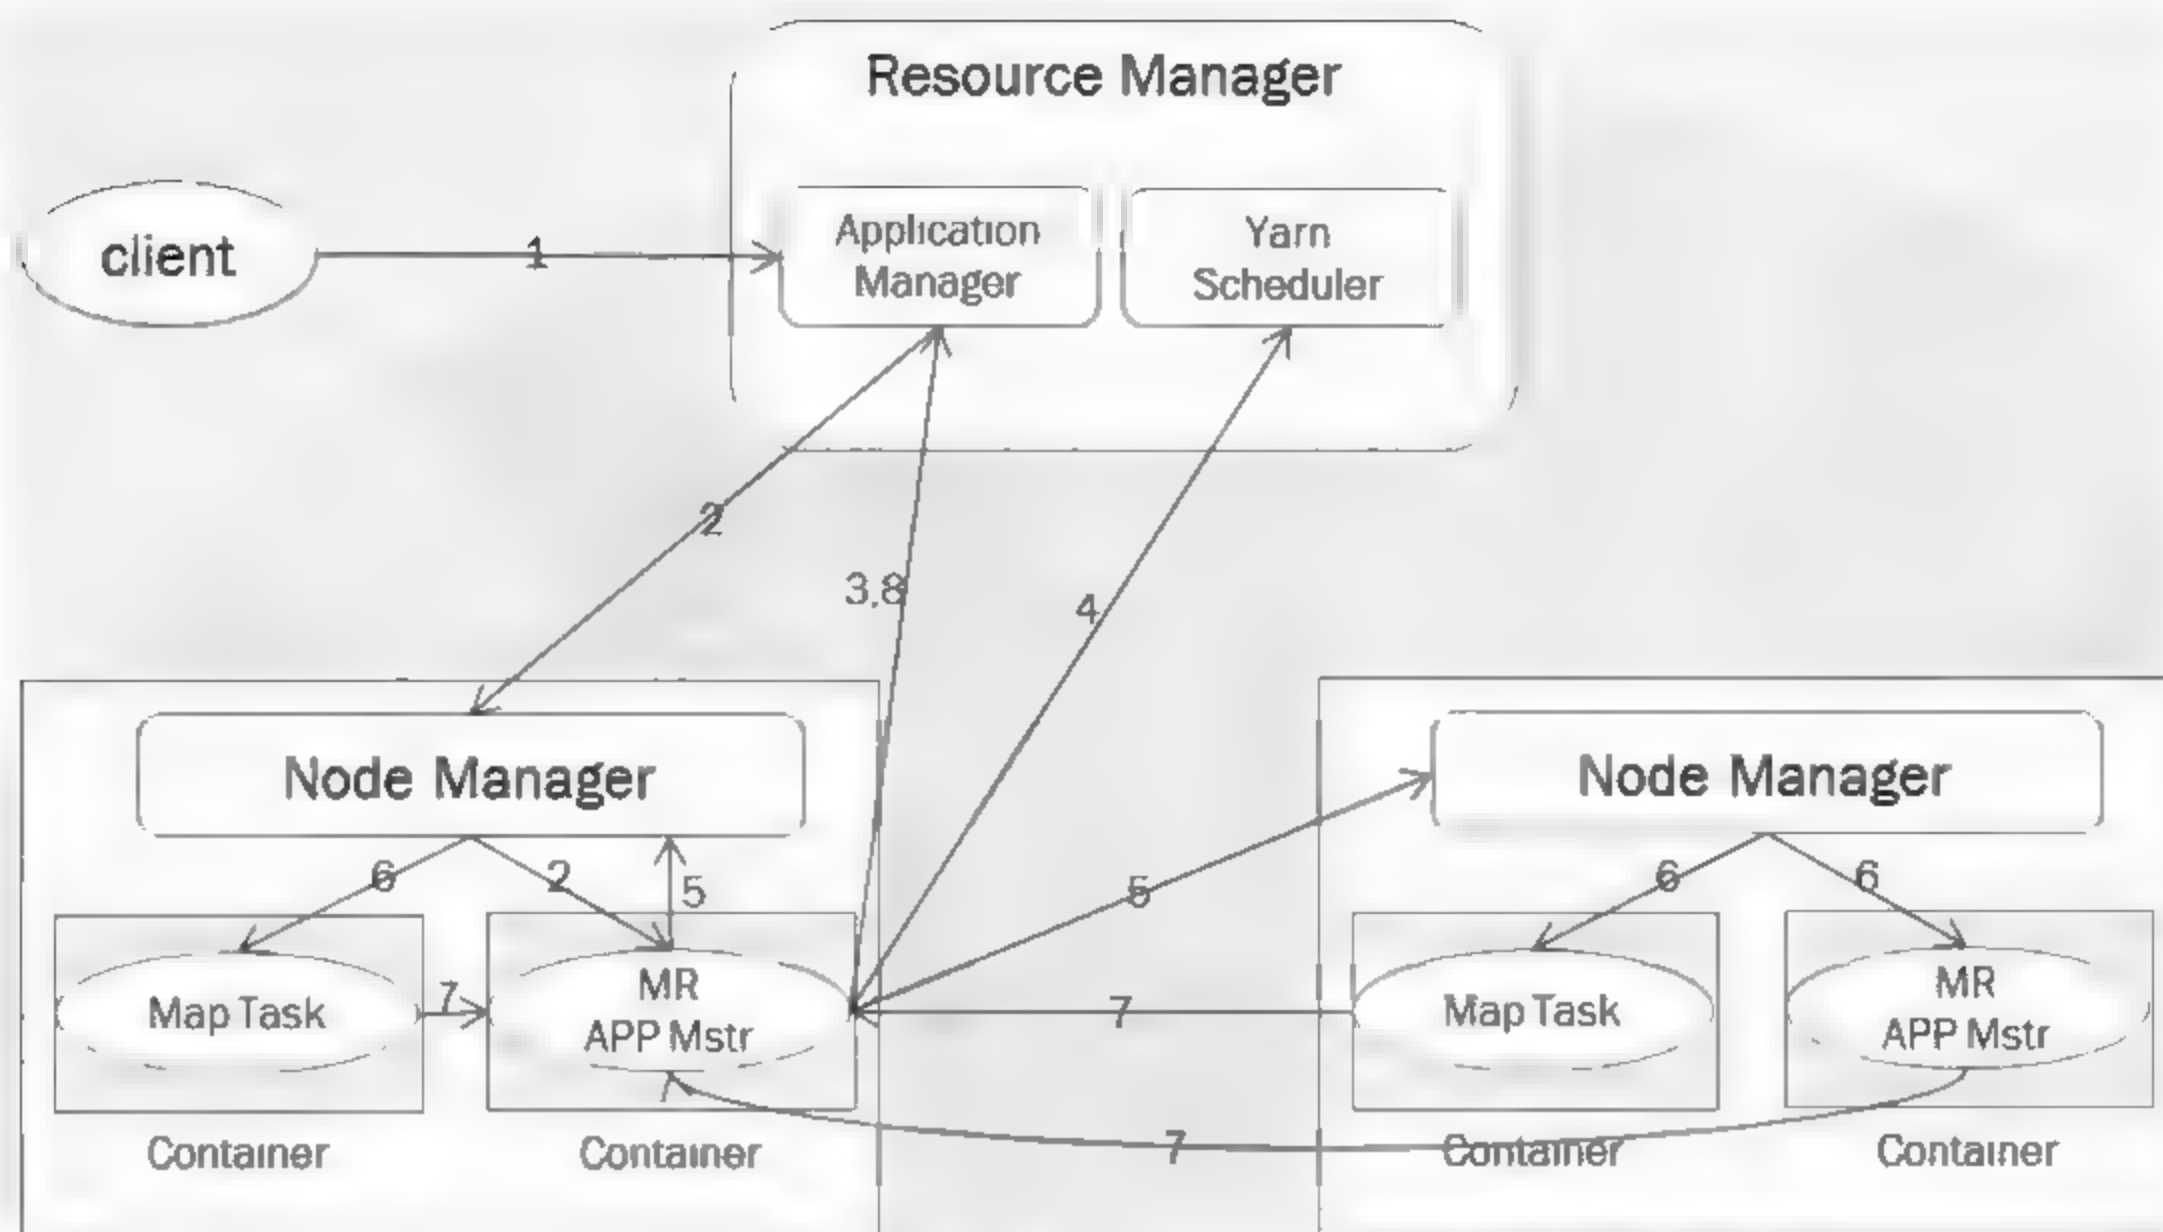 Resource Manager
client
1
Application
Manager
Yarn
Scheduler
2
3,8
4
Node Manager
Node Manager
6
2
5
5
6
6
Map Task
7
MR
APP Mstr
7
Map Task
MR
APP Mstr
Container
Container
7
Container
Container